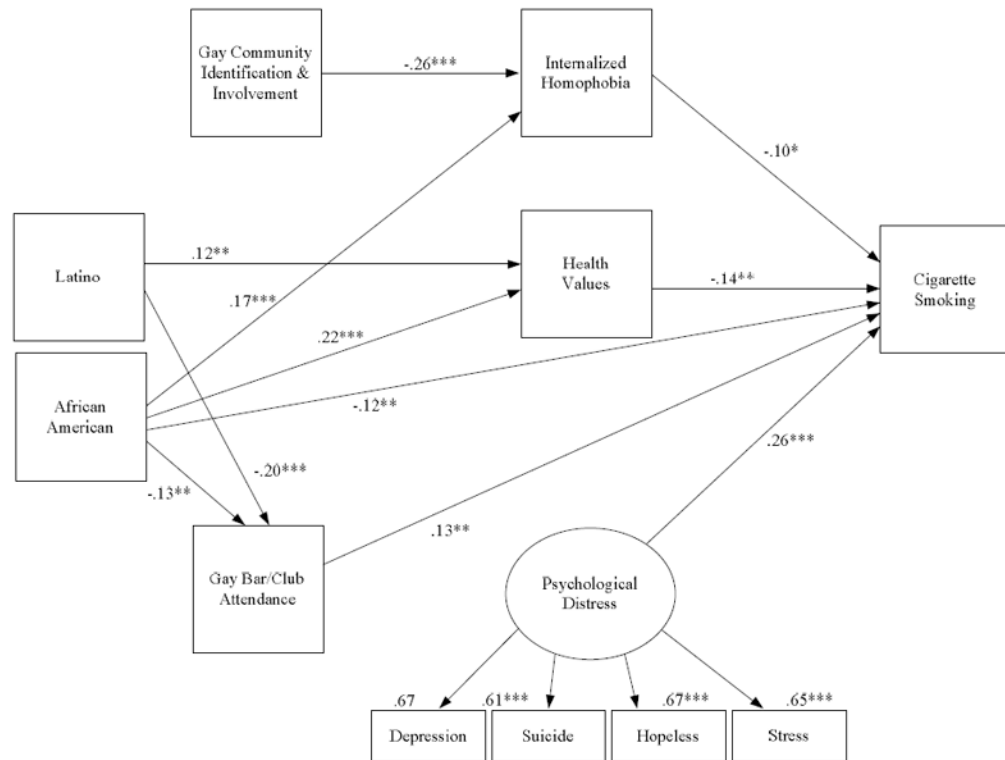 Gay Community
Identification &
Involvement
-.26***
Internalized
Homophobia
-.10*
Latino
.12**
Health
Values
-.14**
Cigarette
Smoking
.17***
.22***
African
American
-.12**
.26***
-.20***
-.13**
.13**
Gay Bar/Club
Attendance
Psychological
Distress
.67
.61***
.67***
.65***
Depression
Suicide
Hopeless
Stress